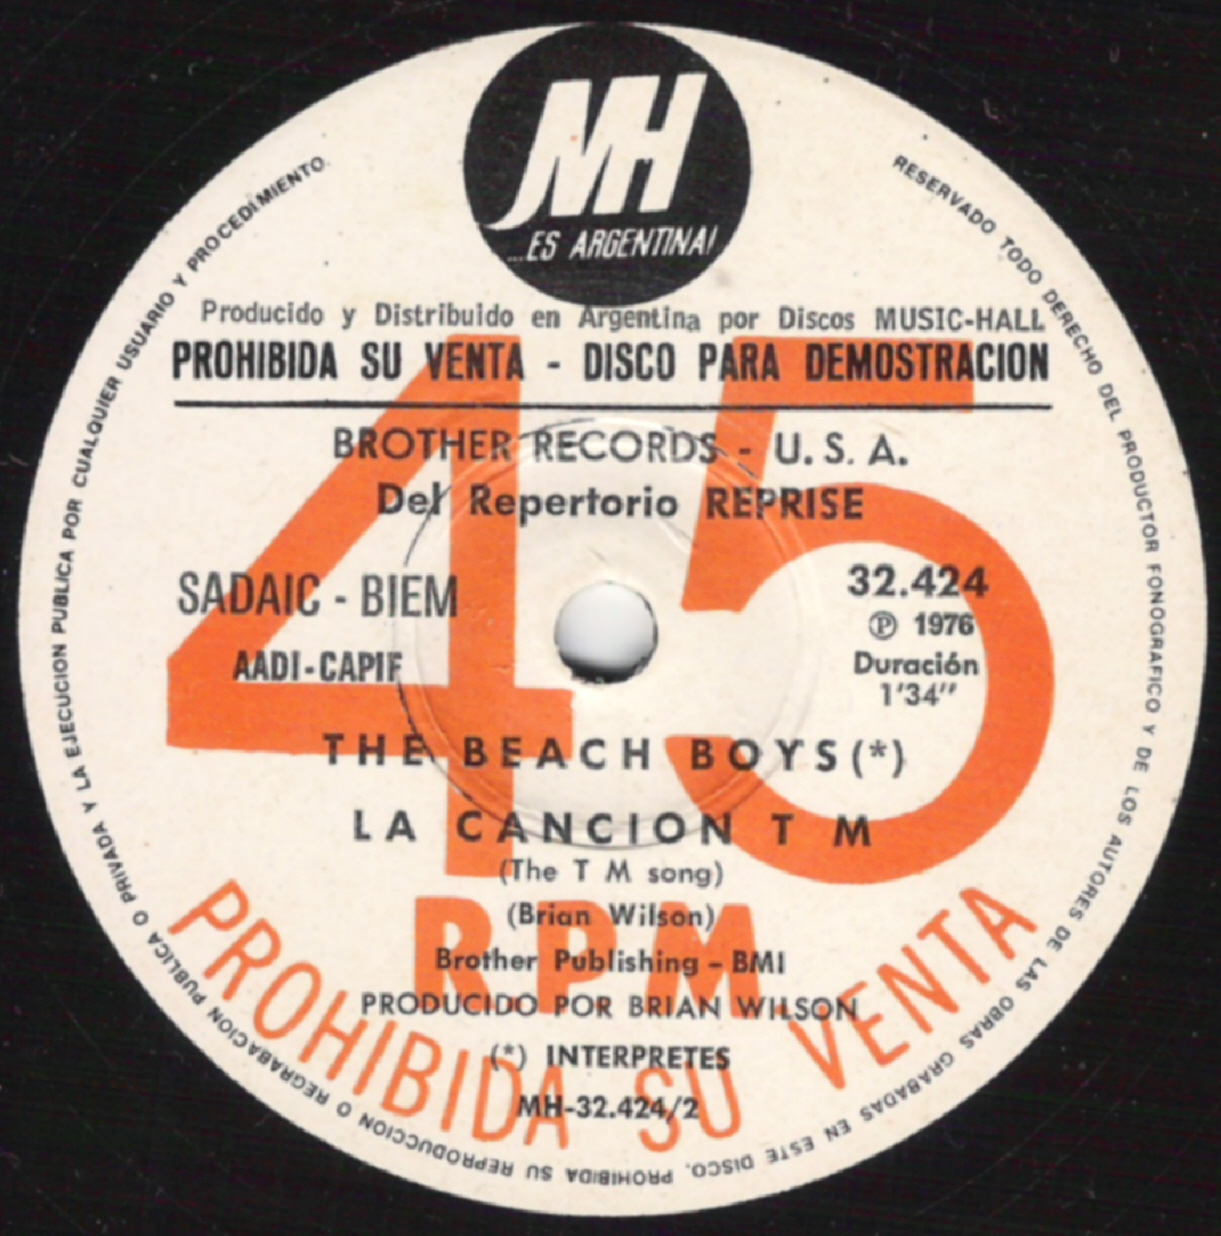 MH
...ES ARGENTINA!
Producido y Distribuido en Argentina por Discos MUSIC-HALL
PROHIBIDA SU VENTA - DISCO PARA DEMOSTRACION
BROTHER RECORDS - U. S. A.
Del Repertorio REPRISE
SADAIC - BIEM
AADI - CAPIF
45
32.424
Ⓟ 1976
Duración
1'34"
THE BEACH BOYS (*)
LA CANCION T M
(The T M song)
(Brian Wilson)
R.P.M.
Brother Publishing - BMI
PRODUCIDO POR BRIAN WILSON
(*) INTERPRETES
MH-32.424/2
PROHIBIDA SU VENTA
RESERVADO TODO DERECHO DEL PRODUCTOR FONOGRAFICO Y DE LOS AUTORES DE LAS OBRAS GRABADAS EN ESTE DISCO. PROHIBIDA SU REPRODUCCION O REGRABACION PUBLICA O PRIVADA Y LA EJECUCION PUBLICA POR CUALQUIER USUARIO Y PROCEDIMIENTO.